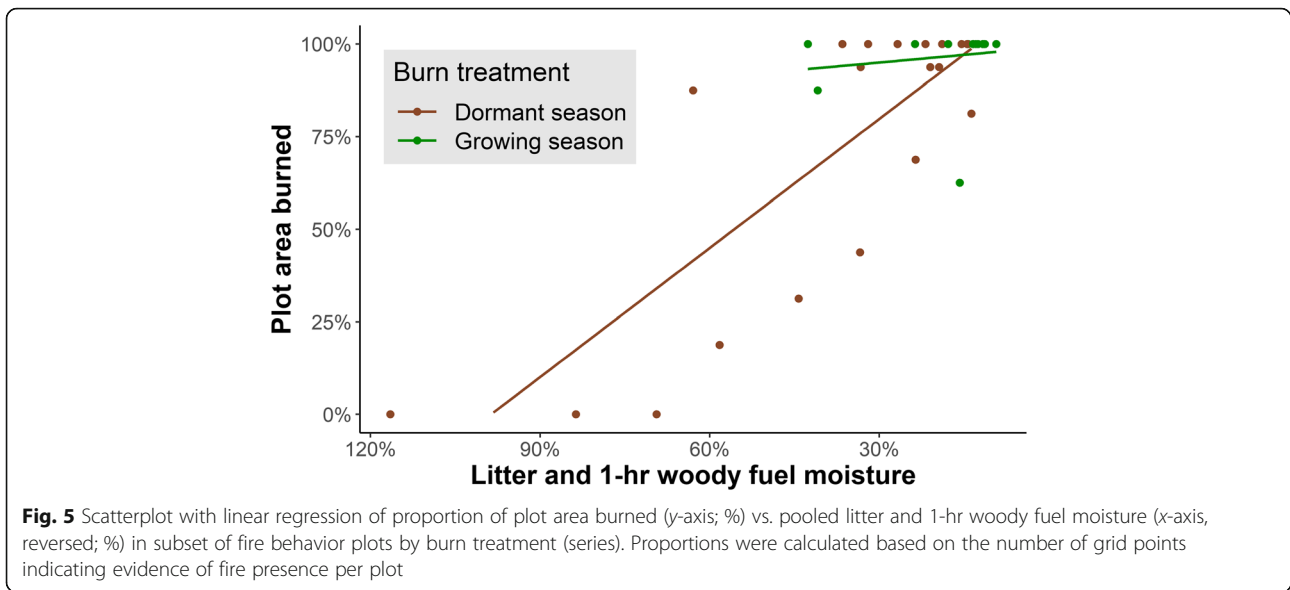 100%
75%
50%
25%
0%
Plot area burned
Burn treatment
Dormant season
Growing season
120% 90% 60% 30%
Litter and 1-hr woody fuel moisture
Fig. 5 Scatterplot with linear regression of proportion of plot area burned (y-axis; %) vs. pooled litter and 1-hr woody fuel moisture (x-axis,
reversed; %) in subset of fire behavior plots by burn treatment (series). Proportions were calculated based on the number of grid points
indicating evidence of fire presence per plot